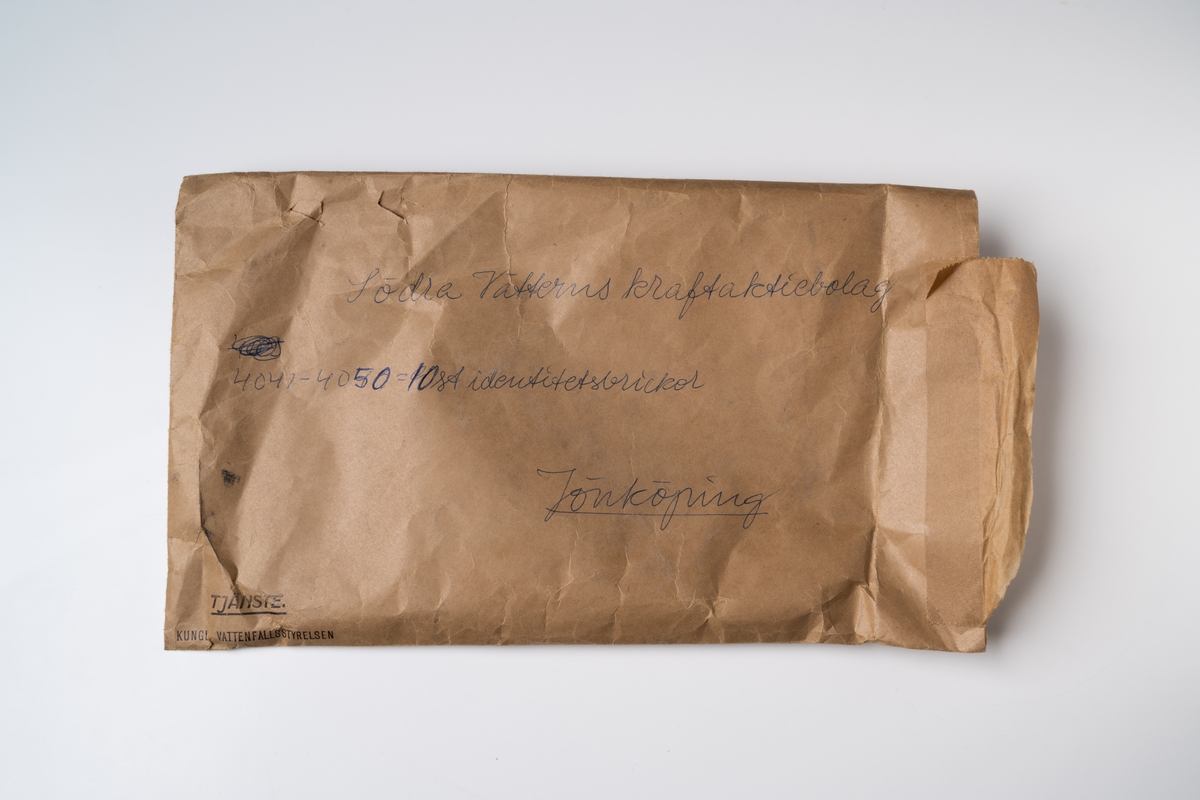 Södra Vätterns kraftaktiebolag
4041-4050=10st identitetsbrickor
Jönköping
TJÄNSTE.
KUNGL. VATTENFALLSSTYRELSEN